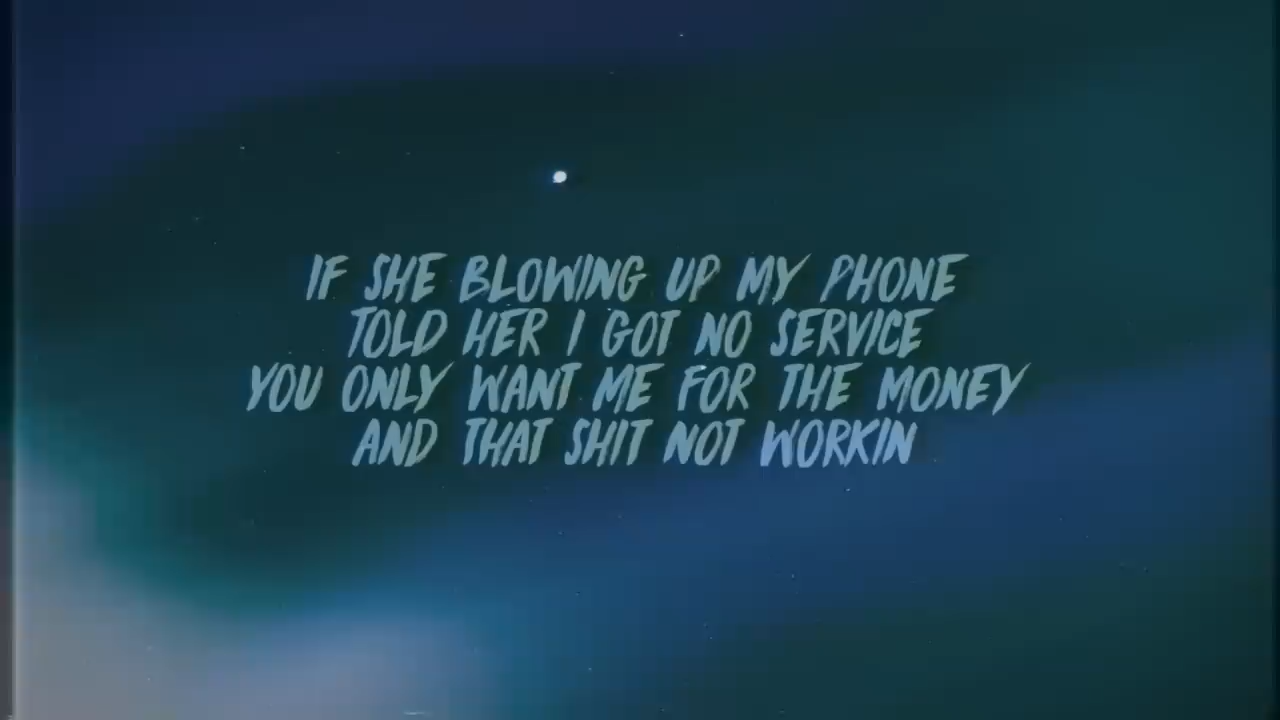 IF SHE BLOWING UP MY PHONE
TOLD HER I GOT NO SERVICE
YOU ONLY WANT ME FOR THE MONEY
AND THAT SHIT NOT WORKIN